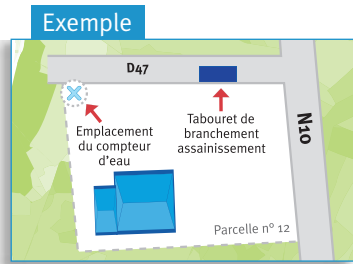 Exemple
D47
N10
Emplacement
du compteur
d'eau
Tabouret de
branchement
assainissement
Parcelle n° 12